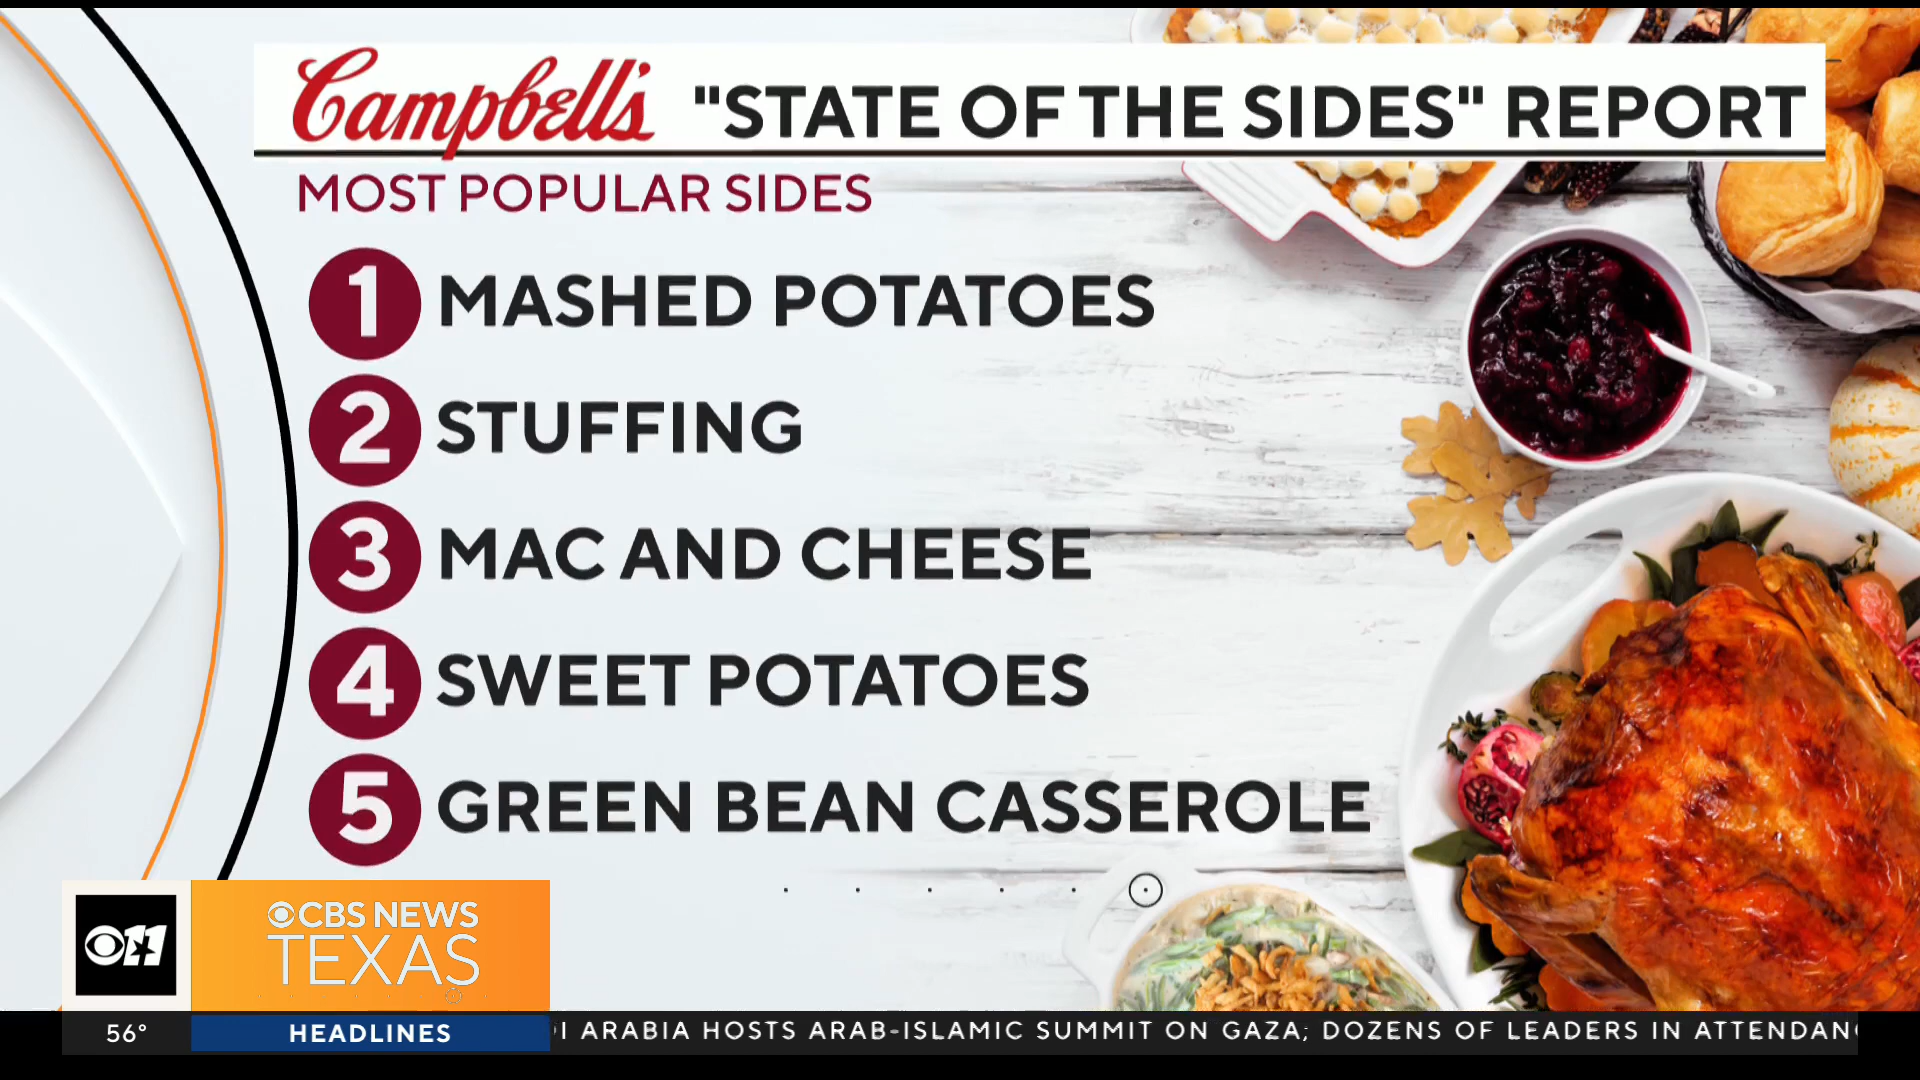 Campbell's "STATE OF THE SIDES" REPORT
MOST POPULAR SIDES
1 MASHED POTATOES
2 STUFFING
3 MAC AND CHEESE
4 SWEET POTATOES
5 GREEN BEAN CASSEROLE
11
CBS NEWS
TEXAS
56° HEADLINES I ARABIA HOSTS ARAB-ISLAMIC SUMMIT ON GAZA; DOZENS OF LEADERS IN ATTENDAN